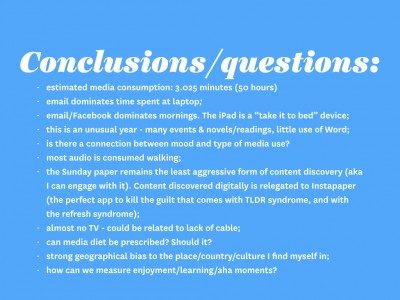 Conclusions/questions:
· estimated media consumption: 3.025 minutes (50 hours)
· email dominates time spent at laptop;
· email/Facebook dominates mornings. The iPad is a “take it to bed” device;
· this is an unusual year - many events & novels/readings, little use of Word;
· is there a connection between mood and type of media use?
· most audio is consumed walking;
· the Sunday paper remains the least aggressive form of content discovery (aka
I can engage with it). Content discovered digitally is relegated to Instapaper
(the perfect app to kill the guilt that comes with TLDR syndrome, and with
the refresh syndrome);
· almost no TV - could be related to lack of cable;
· can media diet be prescribed? Should it?
· strong geographical bias to the place/country/culture I find myself in;
· how can we measure enjoyment/learning/aha moments?